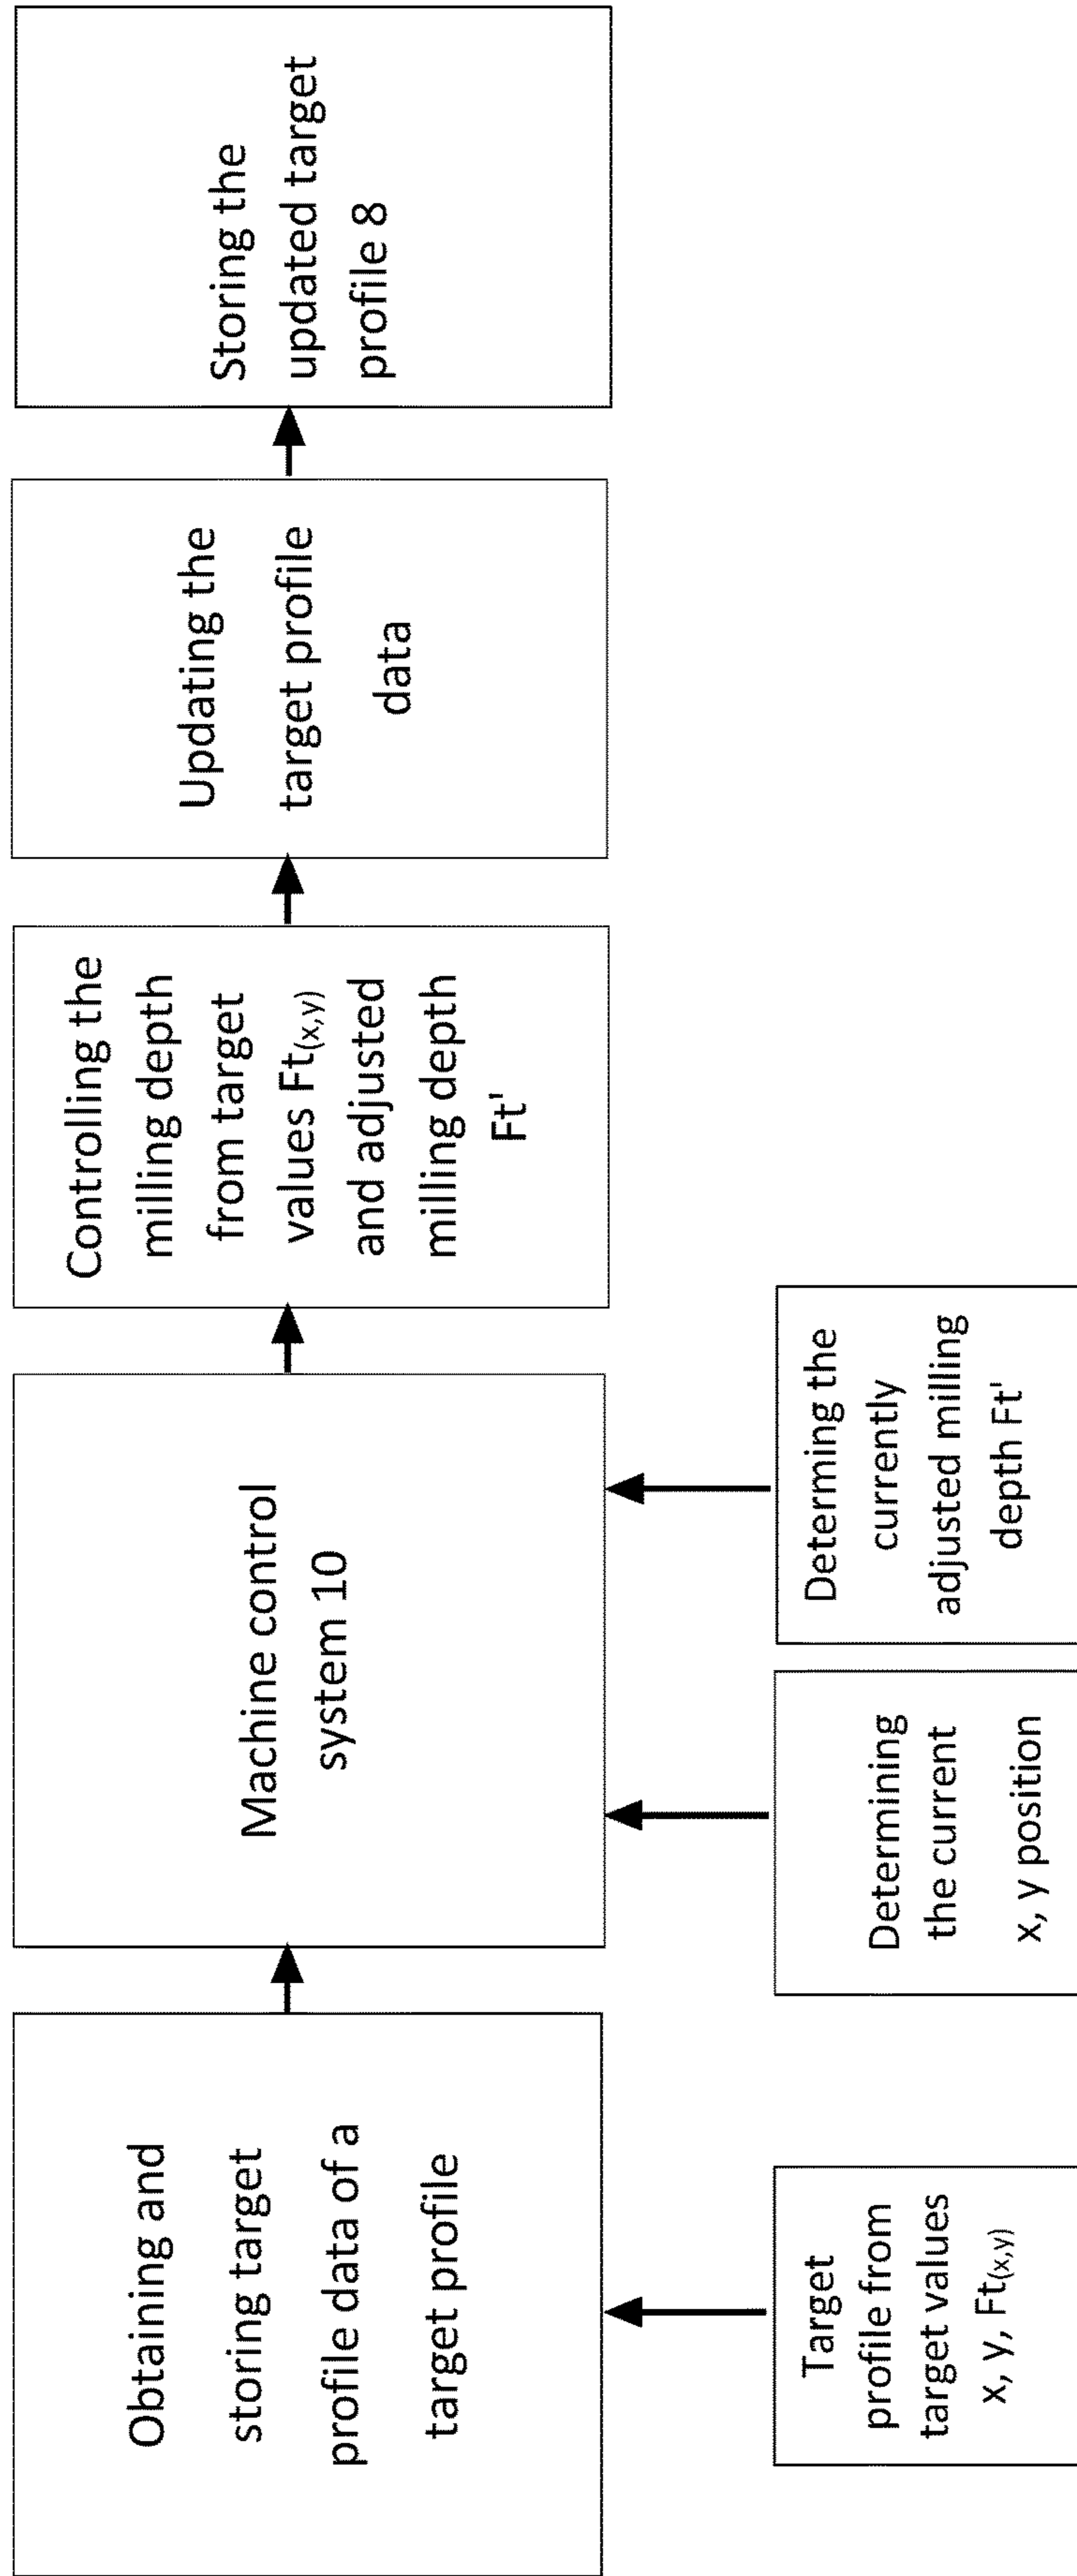 Obtaining and
storing target
profile data of a
target profile
Machine control
system 10
Controlling the
milling depth
from target
values Ft(x,y)
and adjusted
milling depth
Ft'
Updating the
target profile
data
Storing the
updated target
profile 8
Target
profile from
target values
x, y, Ft(x,y)
Determining
the current
x, y position
Determining the
currently
adjusted milling
depth Ft'